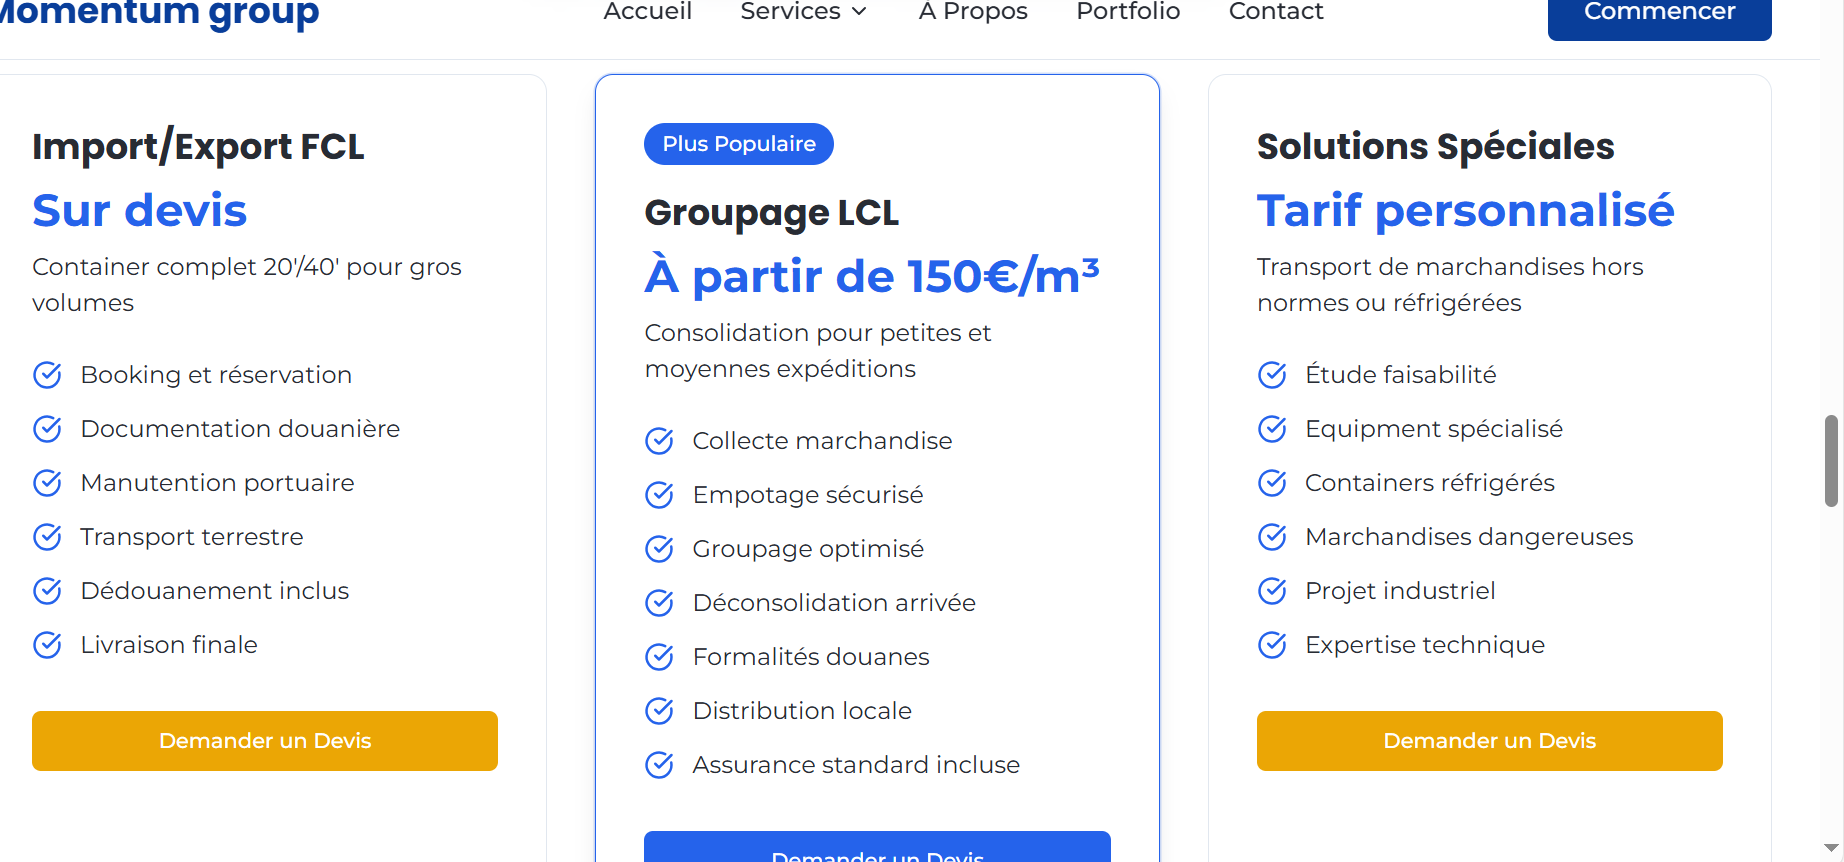 Momentum group
Accueil
Services
À Propos
Portfolio
Contact
Commencer
Import/Export FCL
Sur devis
Container complet 20'/40' pour gros
volumes
Booking et réservation
Documentation douanière
Manutention portuaire
Transport terrestre
Dédouanement inclus
Livraison finale
Demander un Devis
Plus Populaire
Groupage LCL
À partir de 150€/m³
Consolidation pour petites et
moyennes expéditions
Collecte marchandise
Empotage sécurisé
Groupage optimisé
Déconsolidation arrivée
Formalités douanes
Distribution locale
Assurance standard incluse
Demander un Devis
Solutions Spéciales
Tarif personnalisé
Transport de marchandises hors
normes ou réfrigérées
Étude faisabilité
Equipment spécialisé
Containers réfrigérés
Marchandises dangereuses
Projet industriel
Expertise technique
Demander un Devis